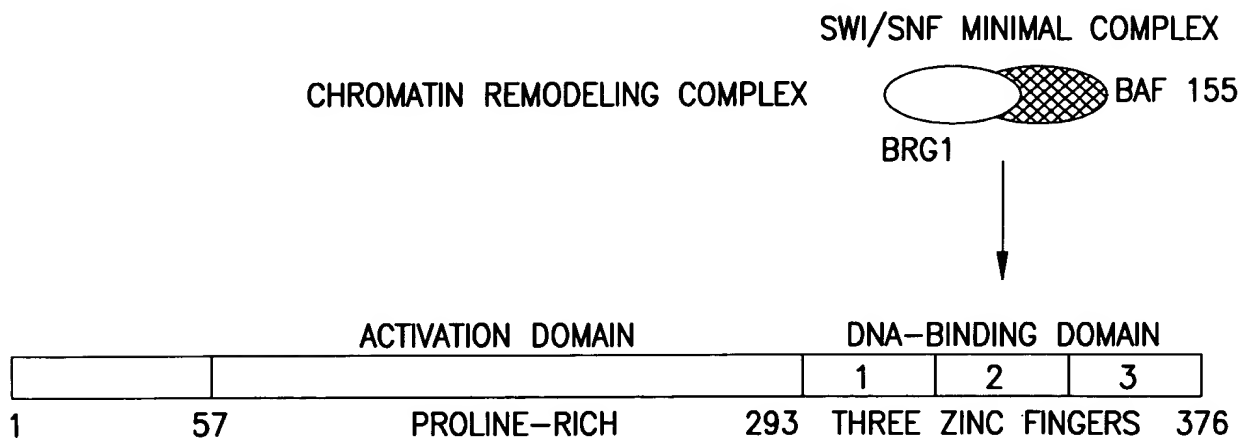 SWI/SNF MINIMAL COMPLEX
CHROMATIN REMODELING COMPLEX
BAF 155
BRG1
ACTIVATION DOMAIN DNA-BINDING DOMAIN
1 2 3
1 57 PROLINE-RICH 293 THREE ZINC FINGERS 376